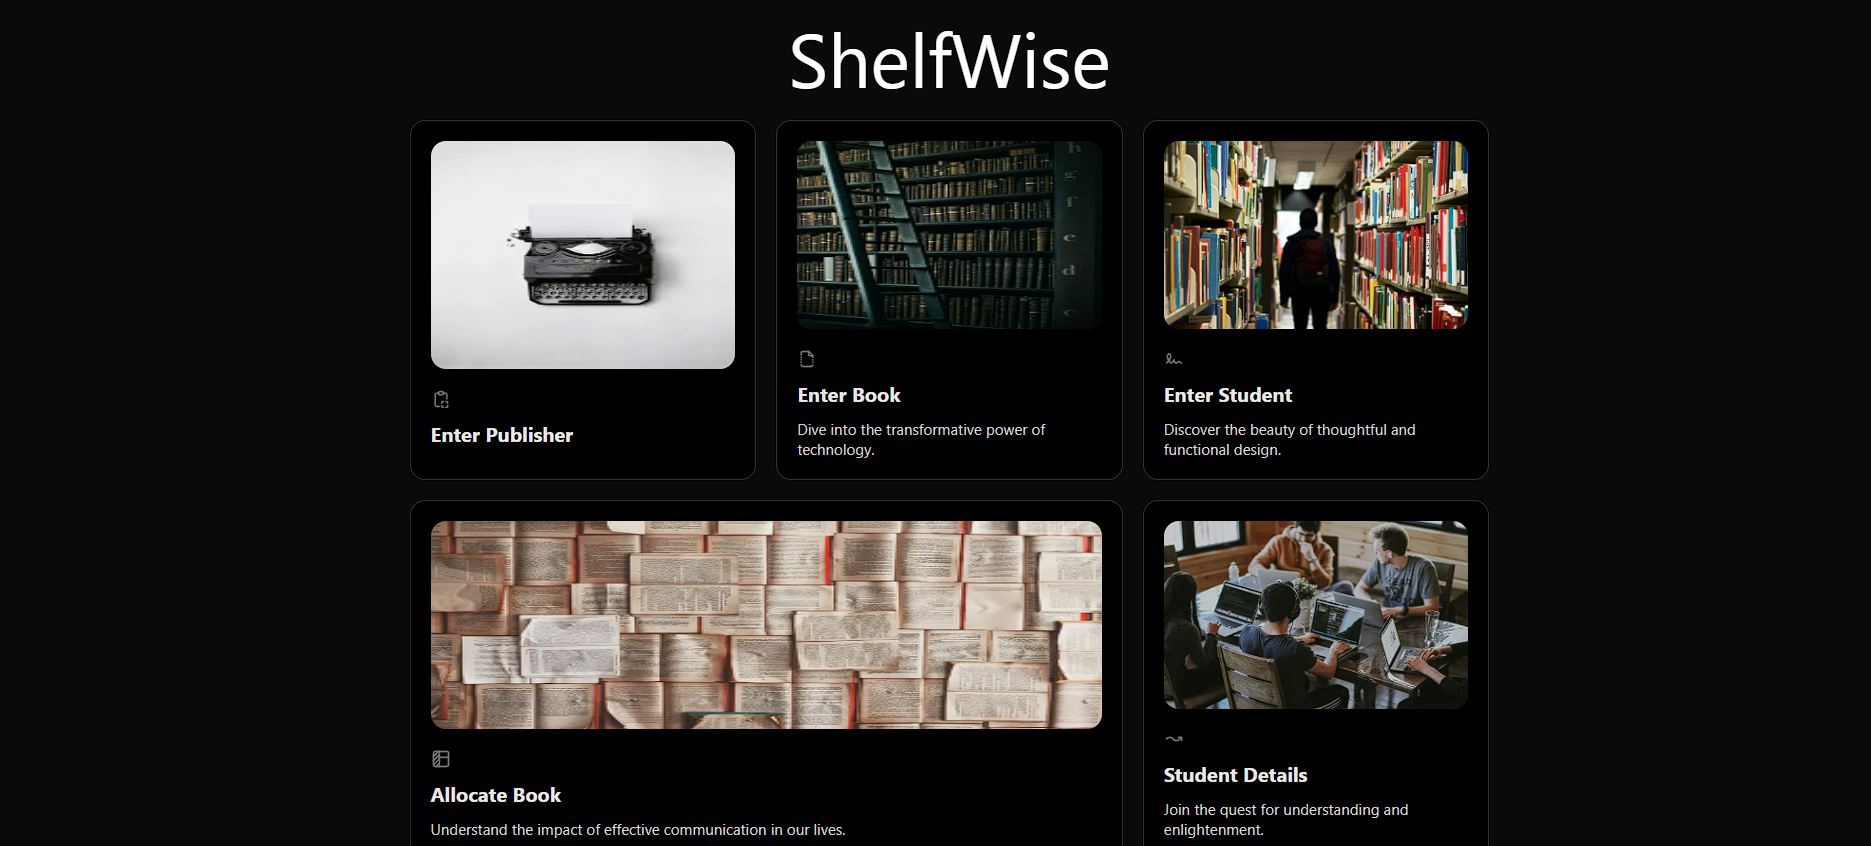 ShelfWise
h
g
f
e
d
c
Enter Publisher
Enter Book
Dive into the transformative power of
technology.
Enter Student
Discover the beauty of thoughtful and
functional design.
Allocate Book
Understand the impact of effective communication in our lives.
Student Details
Join the quest for understanding and
enlightenment.